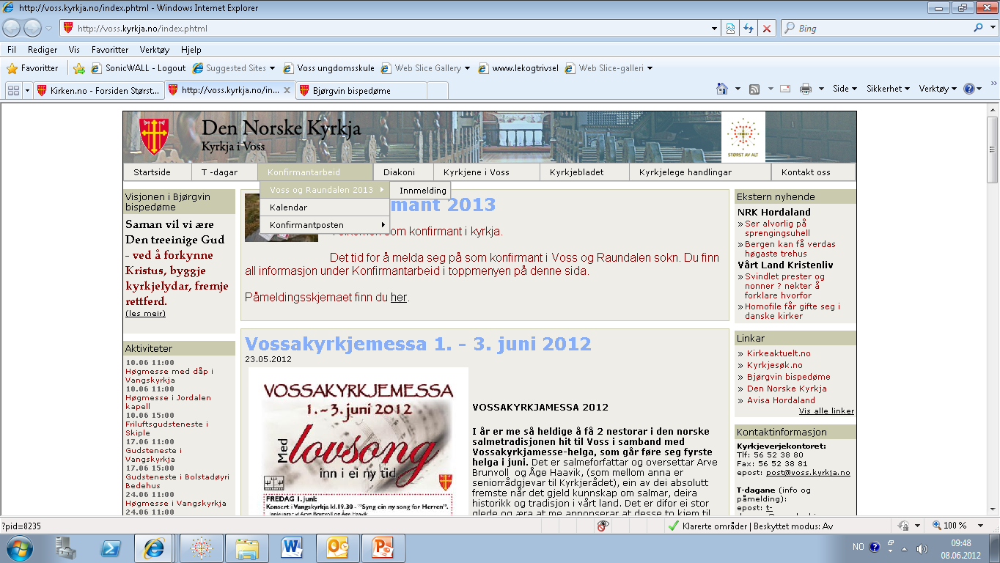 http://voss.kyrkja.no/index.phtml - Windows Internet Explorer
http://voss.kyrkja.no/index.phtml
Bing
Fil Rediger Vis Favoritter Verktøy Hjelp
Favoritter SonicWALL - Logout Suggested Sites Voss ungdomsskule Web Slice Gallery www.lekogtrivsel Web Slice-galleri
Kirken.no - Forsiden Størst... http://voss.kyrkja.no/in... Bjørgvin bispedøme Side Sikkerhet Verktøy
Den Norske Kyrkja
Kyrkja i Voss
STØRST AV ALT
Startside T -dagar Konfirmantarbeid Diakoni Kyrkjene i Voss Kyrkjebladet Kyrkjelege handlingar Kontakt oss
Voss og Raundalen 2013 Innmelding
Kalendar
Konfirmantposten
Visjonen i Bjørgvin
bispedøme
Saman vil vi ære
Den treeinige Gud
- ved å forkynne
Kristus, byggje
kyrkjelydar, fremje
rettferd.
(les meir)
Aktiviteter
10.06 11:00
Høgmesse med dåp i
Vangskyrkja
10.06 11:00
Høgmesse i Jordalen
kapell
10.06 15:00
Friluftsgudsteneste i
Skiple
17.06 11:00
Gudsteneste i
Vangskyrkja
17.06 15:00
Gudsteneste i Bolstadøyri
Bedehus
24.06 11:00
Høgmesse i Vangskyrkja
24.06 11:00
mant 2013
som konfirmant i kyrkja.
Det tid for å melda seg på som konfirmant i Voss og Raundalen sokn. Du finn
all informasjon under Konfirmantarbeid i toppmenyen på denne sida.
Påmeldingsskjemaet finn du her.
Vossakyrkjemessa 1. - 3. juni 2012
23.05.2012
VOSSAKYRKJEMESSA
1.-3. juni 2012
Med
lovsong
inn i ei ny tid
FREDAG 1. juni:
Konsert i Vangskyrkja kl.19.30 - "Syng ein ny song for Herren".
VOSSAKYRKJAMESSA 2012
I år er me så heldige å få 2 nestorar i den norske
salmetradisjonen hit til Voss i samband med
Vossakyrkjamesse-helga, som går føre seg fyrste
helga i juni. Det er salmeforfattar og oversettar Arve
Brunvoll og Åge Haavik, (som mellom anna er
seniorrådgjevar til Kyrkjerådet), ein av dei absolutt
fremste når det gjeld kunnskap om salmar, deira
historikk og tradisjon i vårt land. Det er difor ei stor
glede og æra at me annonserar at desse to kjem til
Ekstern nyhende
NRK Hordaland
» Ser alvorlig på
sprengingsuhell
» Bergen kan få verdas
høgaste trehus
Vårt Land Kristenliv
» Svindlet prester og
nonner ? nekter å
forklare hvorfor
» Homofile får gifte seg i
danske kirker
Linkar
» Kirkeaktuelt.no
» Kyrkjesøk.no
» Bjørgvin bispedøme
» Den Norske Kyrkja
» Avisa Hordaland
Vis alle linker
Kontaktinformasjon
Kyrkjeverjekontoret:
Tlf: 56 52 38 80
Fax: 56 52 38 81
epost: post@voss.kyrkja.no
T-dagane (info og
påmelding):
epost: t-
?pid=8235 Klarerte områder | Beskyttet modus: Av 100 %
NO 09:48
08.06.2012